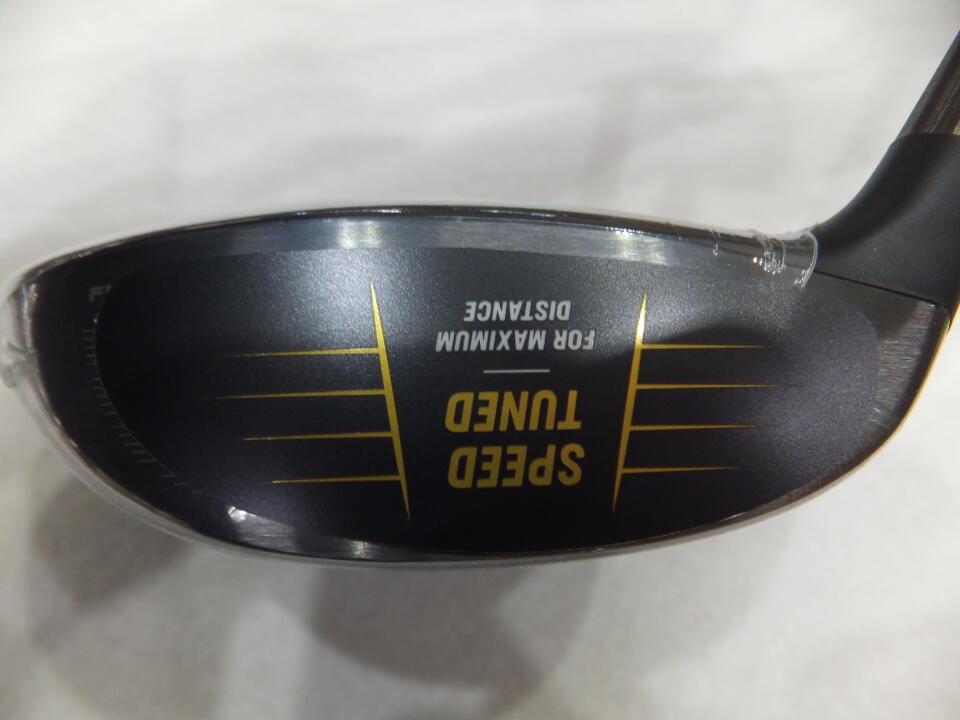 SPEED
TUNED
FOR MAXIMUM
DISTANCE